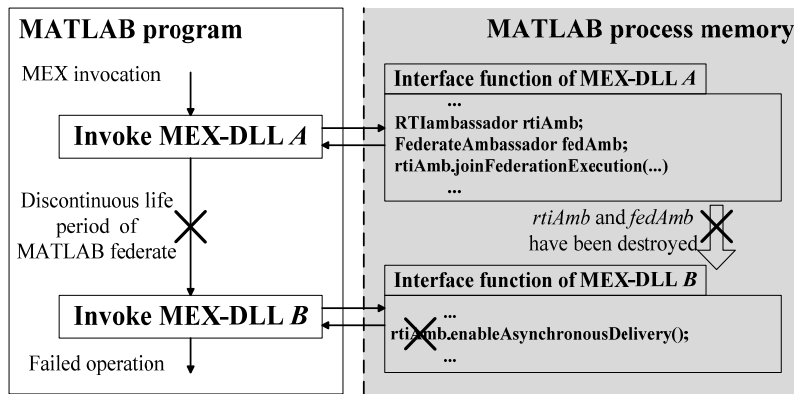 MATLAB program
MEX invocation
Invoke MEX-DLL A
Discontinuous life
period of
MATLAB federate
Invoke MEX-DLL B
Failed operation
MATLAB process memory
Interface function of MEX-DLL A
...
RTIambassador rtiAmb;
FederateAmbassador fedAmb;
rtiAmb.joinFederationExecution(...)
...
rtiAmb and fedAmb
have been destroyed
Interface function of MEX-DLL B
...
rtiAmb.enableAsynchronousDelivery();
...